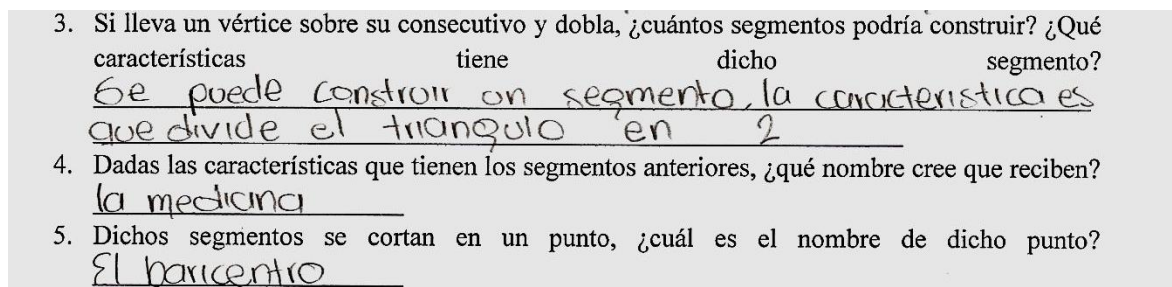 3. Si lleva un vértice sobre su consecutivo y dobla, ¿cuántos segmentos podría construir? ¿Qué
características tiene dicho segmento?
Se puede construir un segmento, la caracteristica es
que divide el triangulo en 2
4. Dadas las características que tienen los segmentos anteriores, ¿qué nombre cree que reciben?
la mediana
5. Dichos segmentos se cortan en un punto, ¿cuál es el nombre de dicho punto?
El baricentro